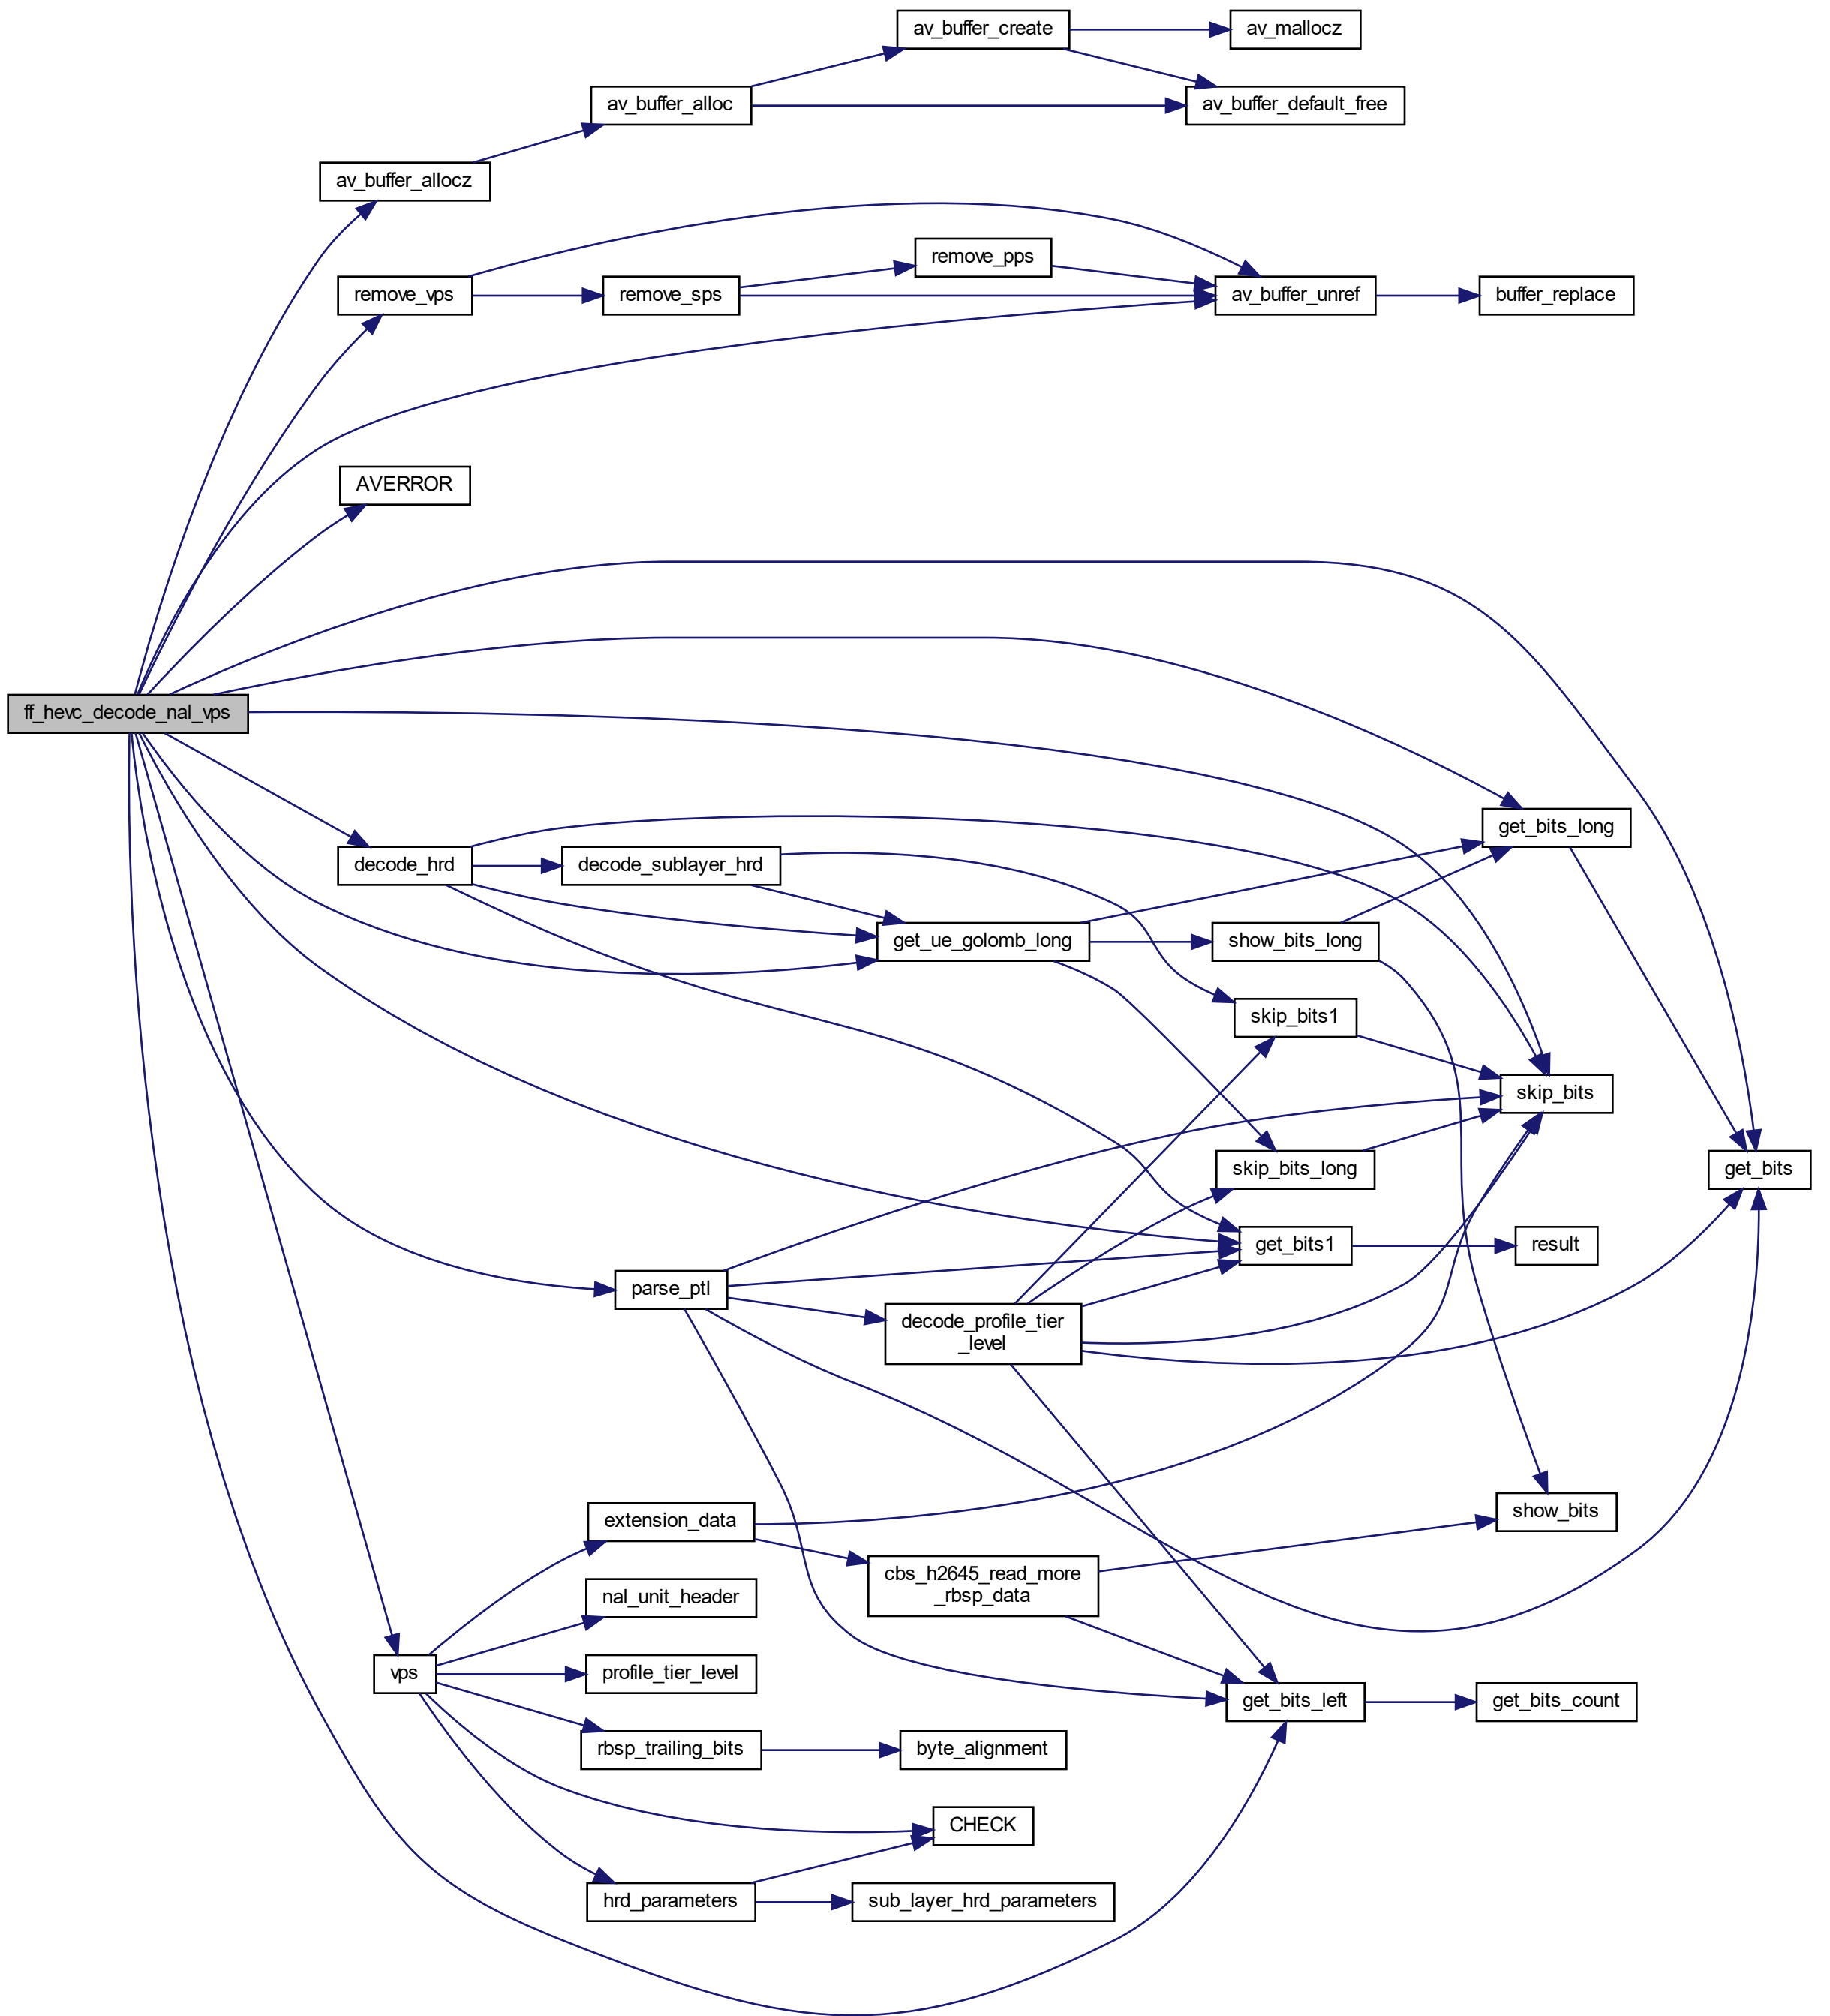 av_buffer_create
av_mallocz
av_buffer_alloc
av_buffer_default_free
av_buffer_allocz
remove_pps
remove_vps
remove_sps
av_buffer_unref
buffer_replace
AVERROR
ff_hevc_decode_nal_vps
get_bits_long
decode_hrd
decode_sublayer_hrd
get_ue_golomb_long
show_bits_long
skip_bits1
skip_bits
skip_bits_long
get_bits
get_bits1
result
parse_ptl
decode_profile_tier
_level
show_bits
extension_data
cbs_h2645_read_more
_rbsp_data
nal_unit_header
vps
profile_tier_level
get_bits_left
get_bits_count
rbsp_trailing_bits
byte_alignment
CHECK
hrd_parameters
sub_layer_hrd_parameters